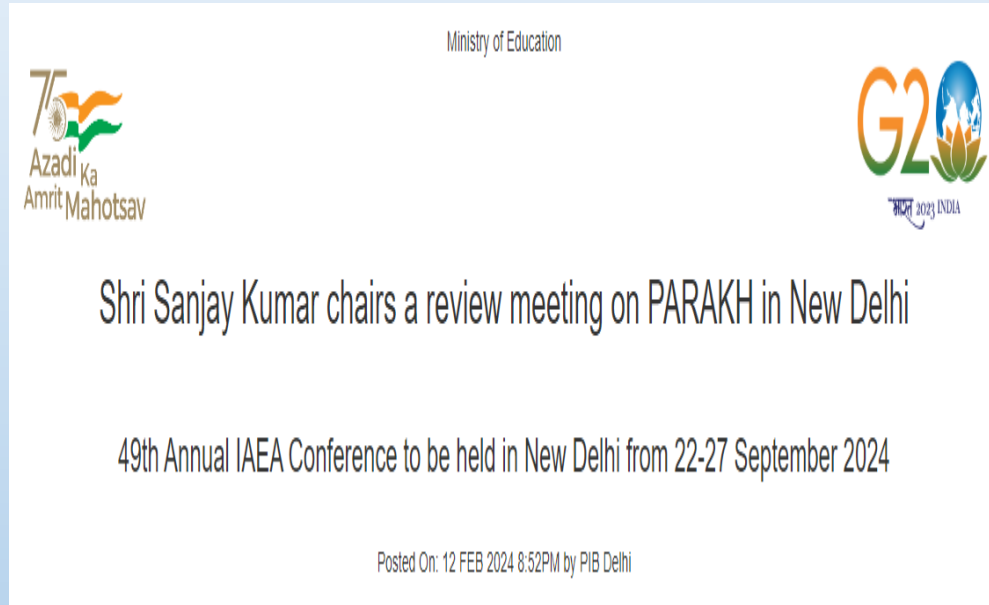 Ministry of Education
75
Azadi Ka
Amrit Mahotsav
G20
भारत 2023 INDIA
Shri Sanjay Kumar chairs a review meeting on PARAKH in New Delhi
49th Annual IAEA Conference to be held in New Delhi from 22-27 September 2024
Posted On: 12 FEB 2024 8:52PM by PIB Delhi